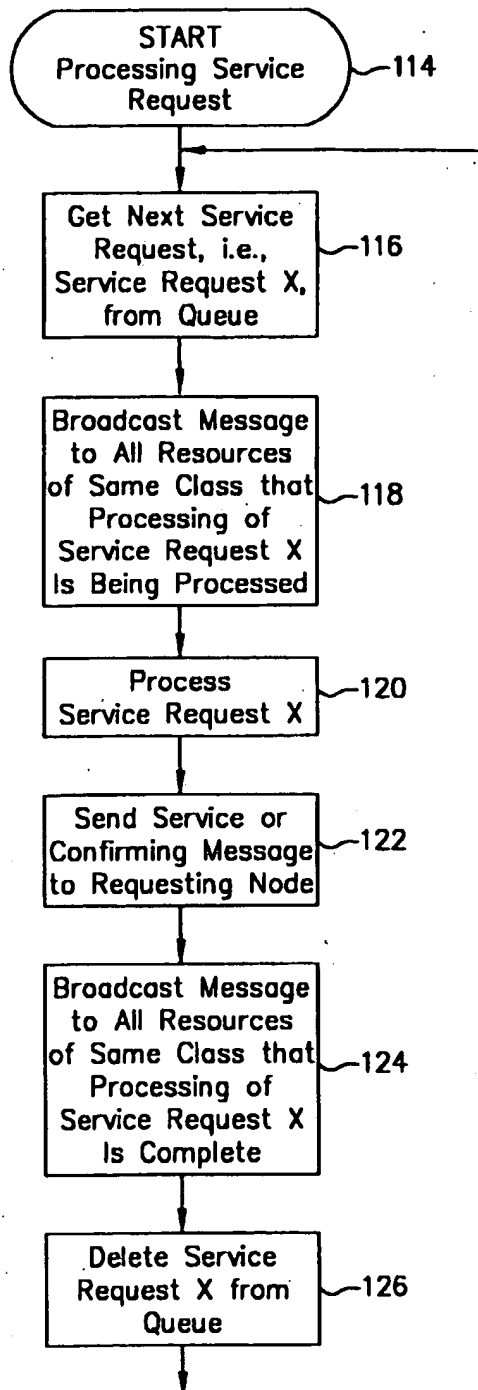 START
Processing Service
Request
114
Get Next Service
Request, i.e.,
Service Request X,
from Queue
116
Broadcast Message
to All Resources
of Same Class that
Processing of
Service Request X
Is Being Processed
118
Process
Service Request X
120
Send Service or
Confirming Message
to Requesting Node
122
Broadcast Message
to All Resources
of Same Class that
Processing of
Service Request X
Is Complete
124
Delete Service
Request X from
Queue
126